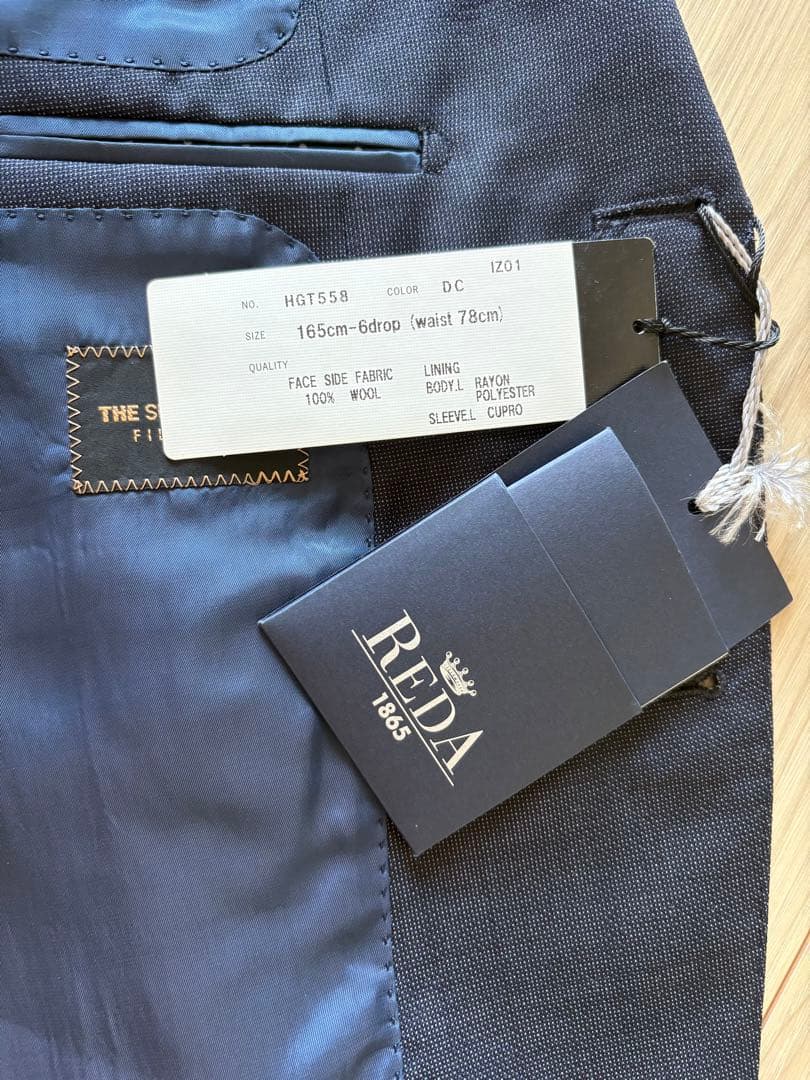 NO. HGT558 COLOR DC IZ01
SIZE 165cm-6drop (waist 78cm)
QUALITY
FACE SIDE FABRIC
100% WOOL
LINING
BODY.L RAYON
POLYESTER
SLEEVE.L CUPRO
THE
REDA
1865